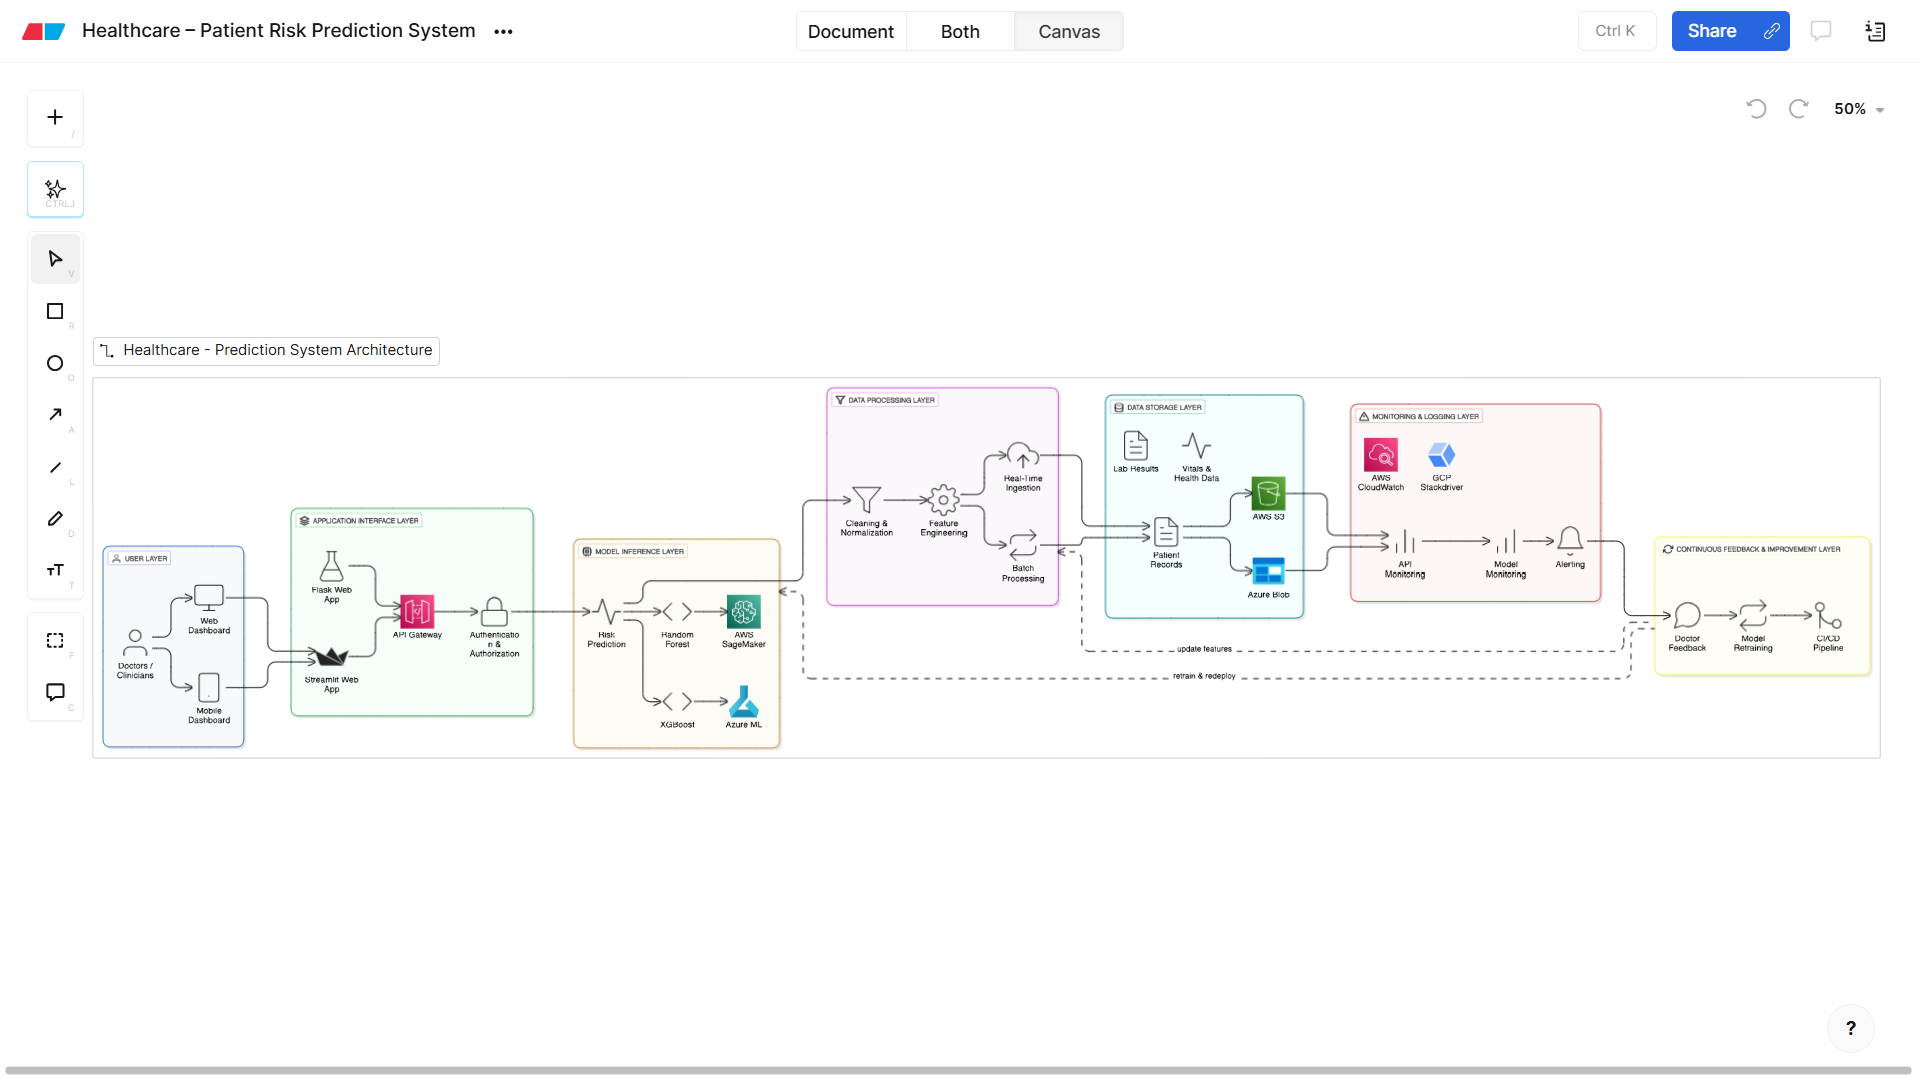 Healthcare – Patient Risk Prediction System •••
Document
Both
Canvas
Ctrl K
Share
/
CTRL J
V
R
O
A
L
D
T
F
C
50%
Healthcare - Prediction System Architecture
USER LAYER
Doctors /
Clinicians
Web
Dashboard
Mobile
Dashboard
APPLICATION INTERFACE LAYER
Flask Web
App
Streamlit Web
App
API Gateway
Authenticatio
n &
Authorization
MODEL INFERENCE LAYER
Risk
Prediction
Random
Forest
AWS
SageMaker
XGBoost
Azure ML
DATA PROCESSING LAYER
Cleaning &
Normalization
Feature
Engineering
Real-Time
Ingestion
Batch
Processing
DATA STORAGE LAYER
Lab Results
Vitals &
Health Data
Patient
Records
AWS S3
Azure Blob
MONITORING & LOGGING LAYER
AWS
CloudWatch
GCP
Stackdriver
API
Monitoring
Model
Monitoring
Alerting
CONTINUOUS FEEDBACK & IMPROVEMENT LAYER
Doctor
Feedback
Model
Retraining
CI/CD
Pipeline
update features
retrain & redeploy
?